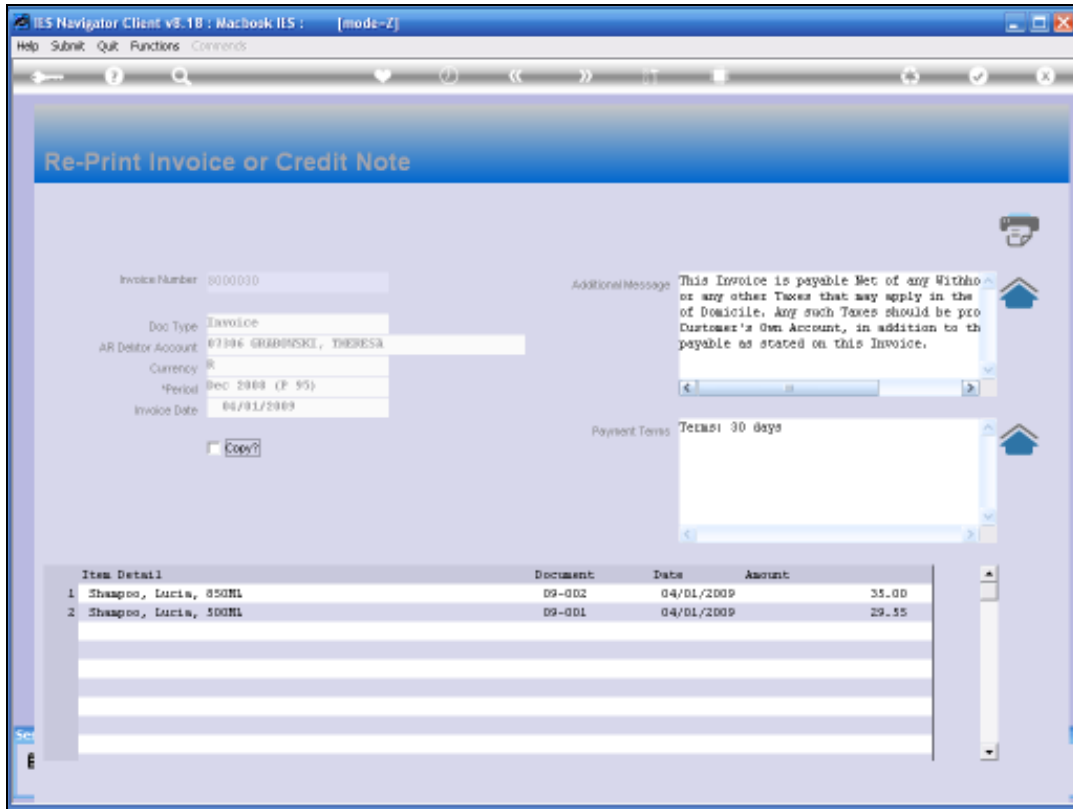 IES Navigator Client v8.1B : Macbook IES : [mode=Z]
Help Submit Quit Functions Commends
Re-Print Invoice or Credit Note
Invoice Number 8000030
Doc Type Invoice
AR Debtor Account 07306 GRABOWSKI, THERESA
Currency R
*Period Dec 2008 (P 95)
Invoice Date 04/01/2009
Copy?
Additional Message This Invoice is payable Net of any Withho
or any other Taxes that may apply in the
of Domicile. Any such Taxes should be pro
Customer's Own Account, in addition to th
payable as stated on this Invoice.
Payment Terms Terms: 30 days
Item Detail Document Date Amount
1 Shampoo, Lucia, 850ML 09-002 04/01/2009 35.00
2 Shampoo, Lucia, 500ML 09-001 04/01/2009 29.55